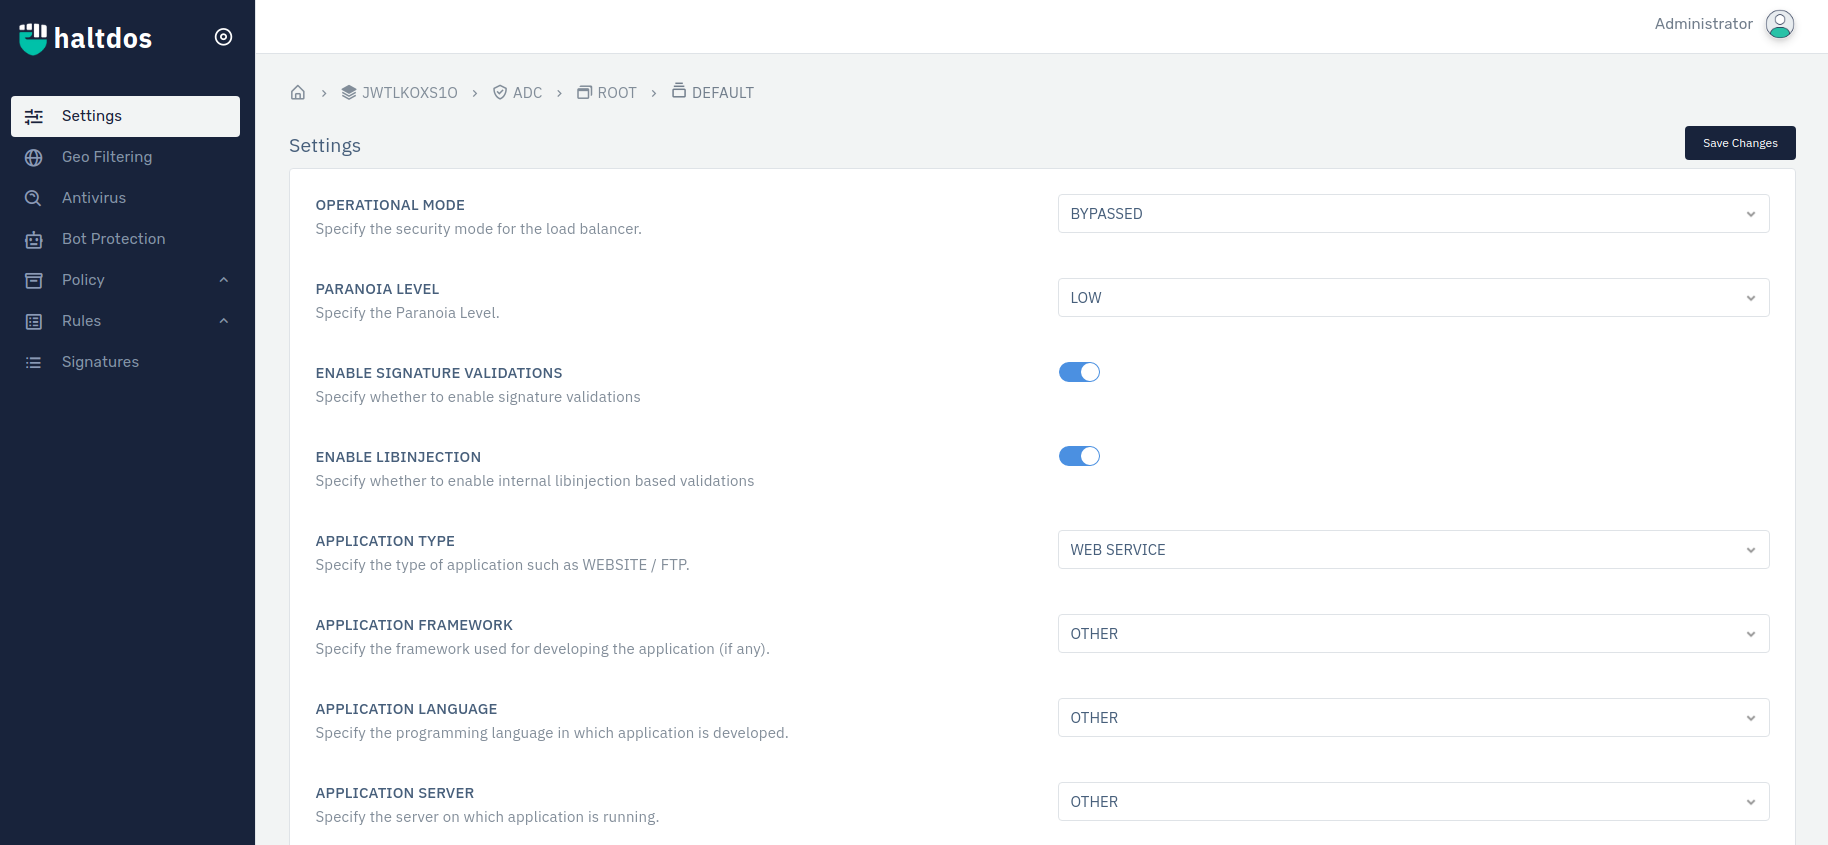 haltdos
Administrator
Settings
Geo Filtering
Antivirus
Bot Protection
Policy
Rules
Signatures
JWTLKOXS1O > ADC > ROOT > DEFAULT
Settings
Save Changes
OPERATIONAL MODE
Specify the security mode for the load balancer.
BYPASSED
PARANOIA LEVEL
Specify the Paranoia Level.
LOW
ENABLE SIGNATURE VALIDATIONS
Specify whether to enable signature validations
ENABLE LIBINJECTION
Specify whether to enable internal libinjection based validations
APPLICATION TYPE
Specify the type of application such as WEBSITE / FTP.
WEB SERVICE
APPLICATION FRAMEWORK
Specify the framework used for developing the application (if any).
OTHER
APPLICATION LANGUAGE
Specify the programming language in which application is developed.
OTHER
APPLICATION SERVER
Specify the server on which application is running.
OTHER